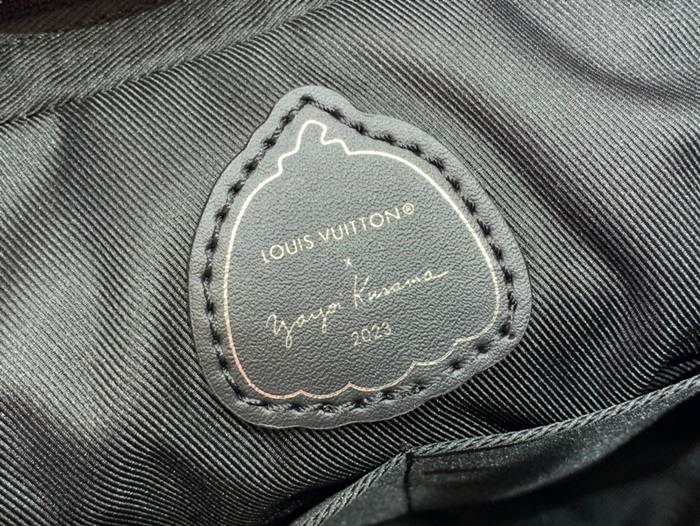 LOUIS VUITTON®
x
Yayoi Kusama
2023